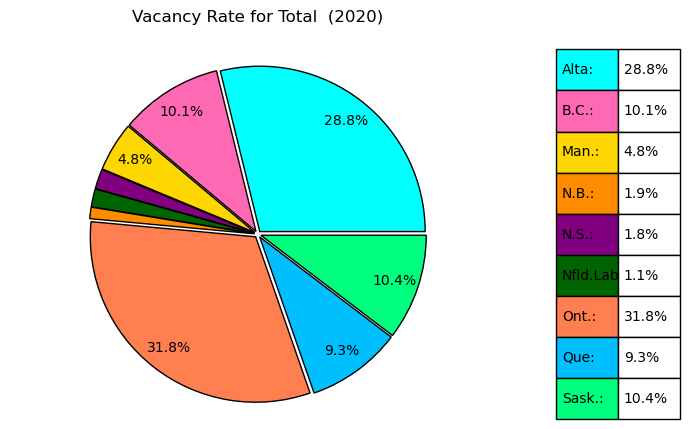 Vacancy Rate for Total (2020)
28.8%
10.1%
4.8%
31.8%
9.3%
10.4%
Alta: 28.8%
B.C.: 10.1%
Man.: 4.8%
N.B.: 1.9%
N.S.: 1.8%
Nfld.Lab 1.1%
Ont.: 31.8%
Que: 9.3%
Sask.: 10.4%